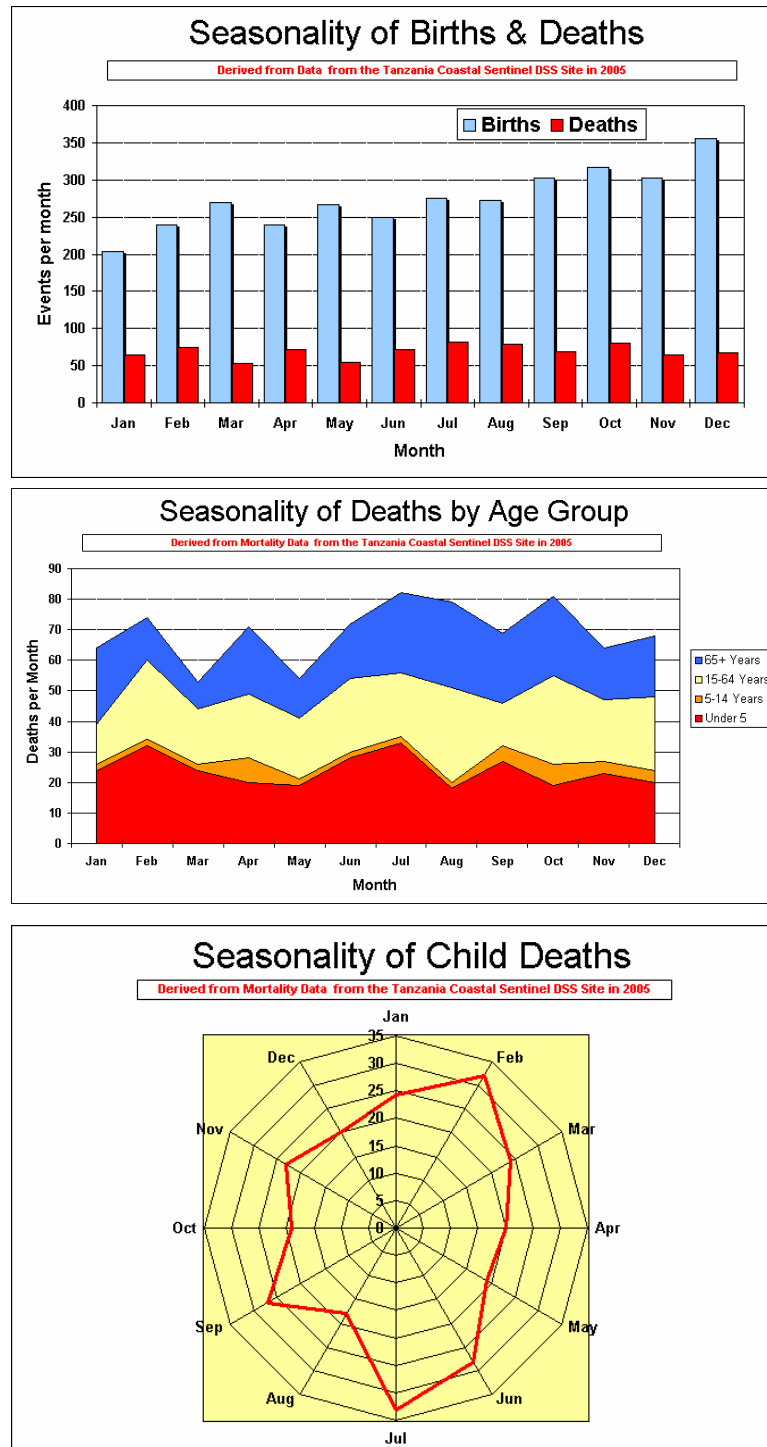 Seasonality of Births & Deaths
Derived from Data from the Tanzania Coastal Sentinel DSS Site in 2005
400
350
300
250
200
150
100
50
0
Events per month
Births Deaths
Jan Feb Mar Apr May Jun Jul Aug Sep Oct Nov Dec
Month
Seasonality of Deaths by Age Group
Derived from Mortality Data from the Tanzania Coastal Sentinel DSS Site in 2005
90
80
70
60
50
40
30
20
10
0
Deaths per Month
65+ Years
15-64 Years
5-14 Years
Under 5
Jan Feb Mar Apr May Jun Jul Aug Sep Oct Nov Dec
Month
Seasonality of Child Deaths
Derived from Mortality Data from the Tanzania Coastal Sentinel DSS Site in 2005
Jan
Feb
Mar
Apr
May
Jun
Jul
Aug
Sep
Oct
Nov
Dec
35
30
25
20
15
10
5
0